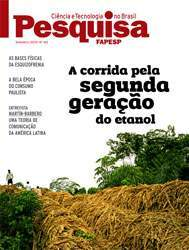 Ciência e Tecnologia no Brasil
Pesquisa
FAPESP
AS BASES FÍSICAS
DA ESQUIZOFRENIA
A BELA ÉPOCA
DO CONSUMO
PAULISTA
ENTREVISTA
MARTÍN-BARBERO
UMA TEORIA DE
COMUNICAÇÃO
DA AMÉRICA LATINA
A corrida pela
segunda
geração
do etanol